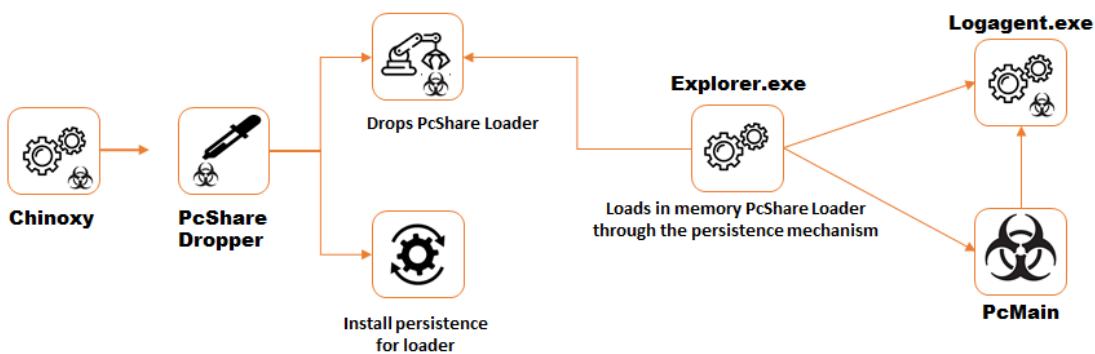 Chinoxy
PcShare
Dropper
Drops PcShare Loader
Install persistence
for loader
Explorer.exe
Loads in memory PcShare Loader
through the persistence mechanism
Logagent.exe
PcMain